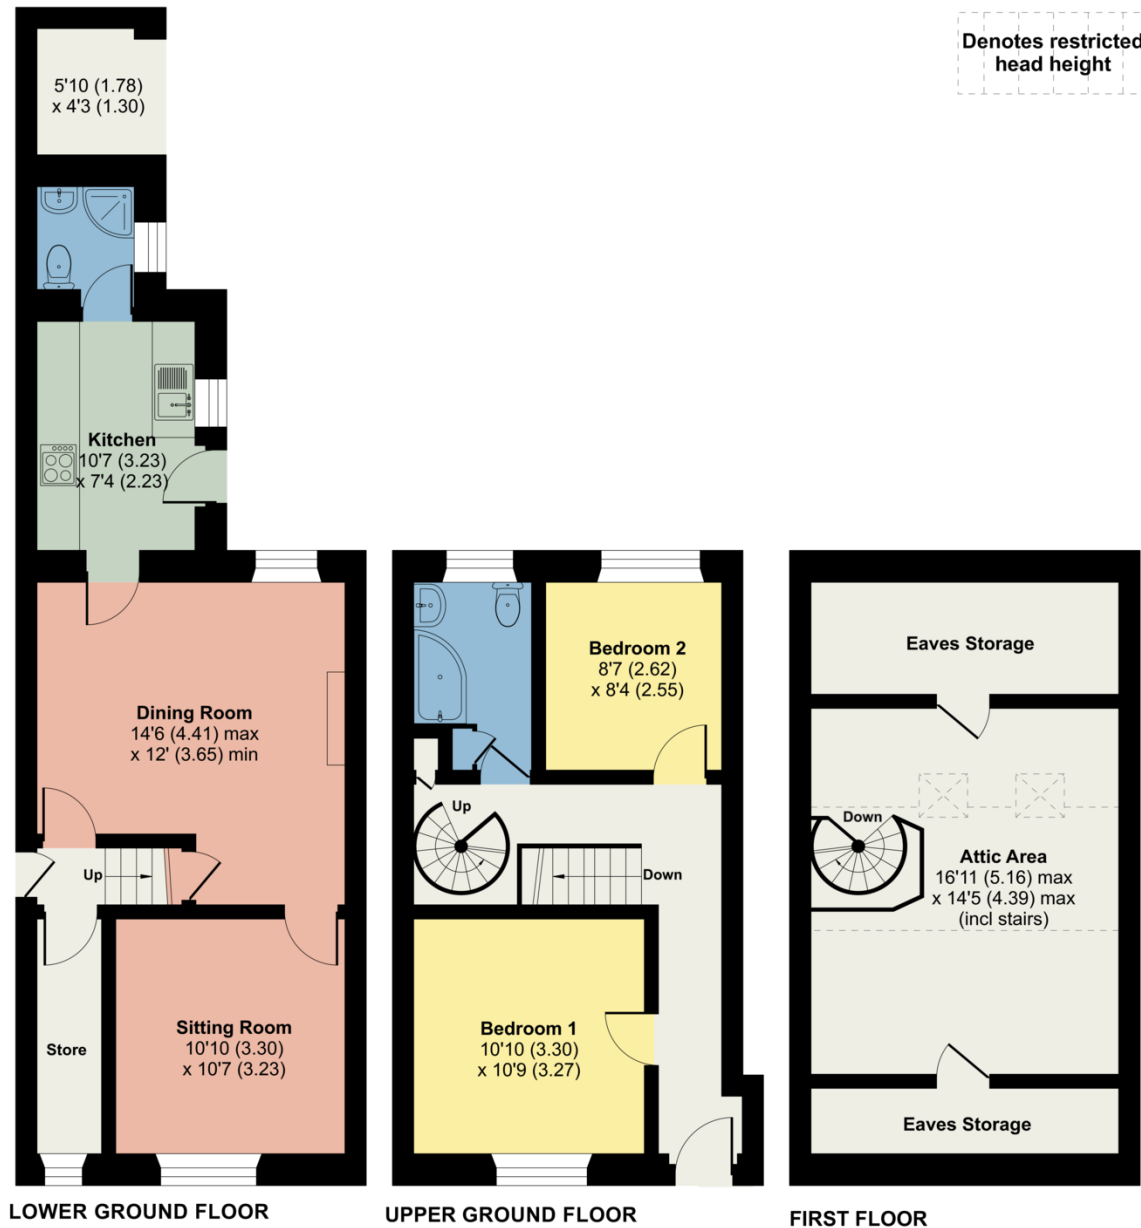 Denotes restricted
head height
5'10 (1.78)
x 4'3 (1.30)
Kitchen
10'7 (3.23)
x 7'4 (2.23)
Dining Room
14'6 (4.41) max
x 12' (3.65) min
Up
Sitting Room
10'10 (3.30)
x 10'7 (3.23)
Store
LOWER GROUND FLOOR
Bedroom 2
8'7 (2.62)
x 8'4 (2.55)
Up
Down
Bedroom 1
10'10 (3.30)
x 10'9 (3.27)
UPPER GROUND FLOOR
Eaves Storage
Down
Attic Area
16'11 (5.16) max
x 14'5 (4.39) max
(incl stairs)
Eaves Storage
FIRST FLOOR